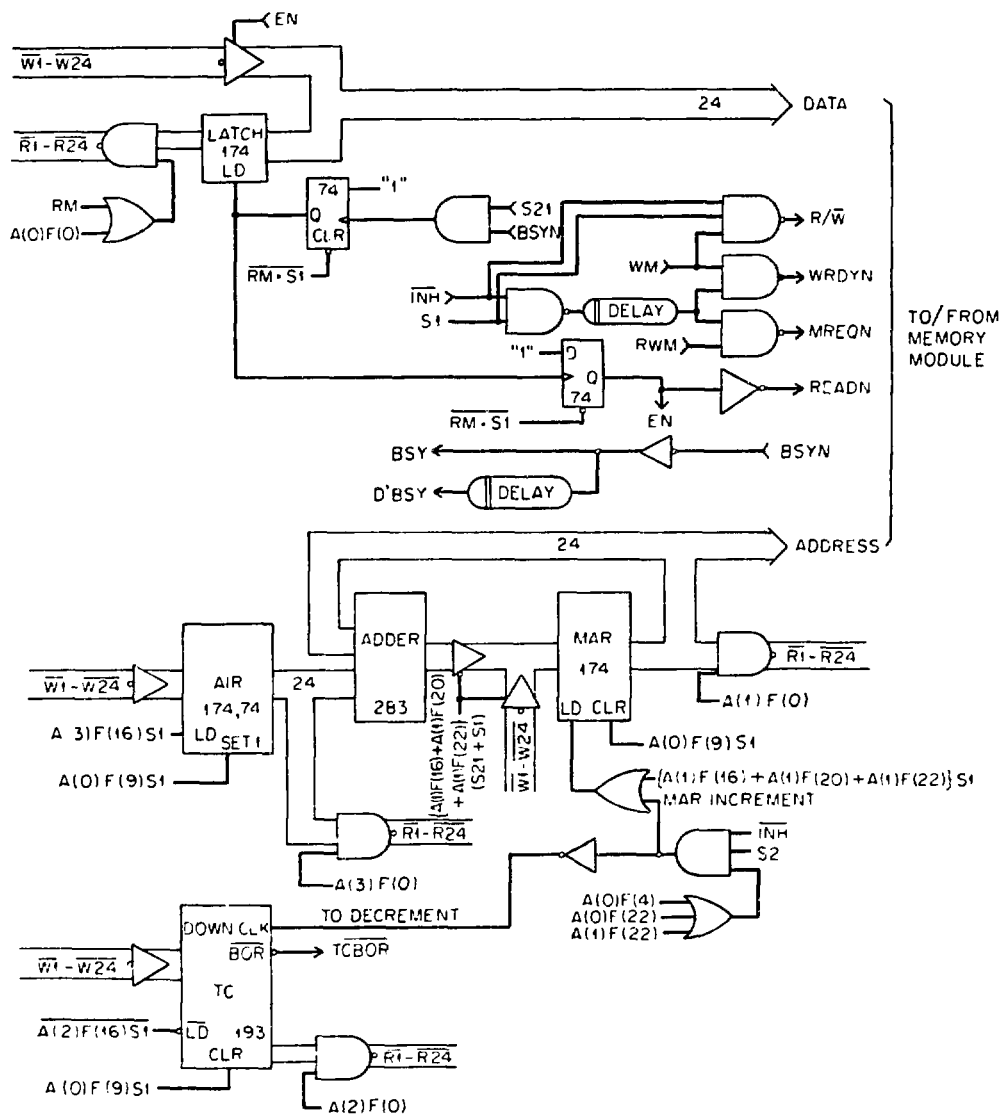 EN
W1-W24
24
DATA
R1-R24
LATCH
174
LD
RM
A(0)F(0)
74
"1"
Q
CLR
RM·S1
S21
BSYN
R/W
WM
WRDYN
INH
DELAY
S1
RWM
MREQN
TO/FROM
MEMORY
MODULE
"1"
D
Q
74
READN
EN
RM·S1
BSY
BSYN
D'BSY
DELAY
24
ADDRESS
ADDER
283
MAR
174
LD CLR
R1-R24
A(1)F(0)
W1-W24
AIR
174,74
LD
SET1
24
A 3)F(16)S1
A(0)F(9)S1
{A(1)F(16)+A(1)F(20)
+A(1)F(22)}
(S21+S1)
W1-W24
A(0)F(9)S1
{A(1)F(16)+A(1)F(20)+A(1)F(22)}S1
MAR INCREMENT
R1-R24
A(3)F(0)
INH
S2
A(0)F(4)
A(0)F(22)
A(1)F(22)
TO DECREMENT
DOWN CLK
BOR
TCBOR
W1-W24
TC
A(2)F(16)S1
LD
193
CLR
R1-R24
A(0)F(9)S1
A(2)F(0)